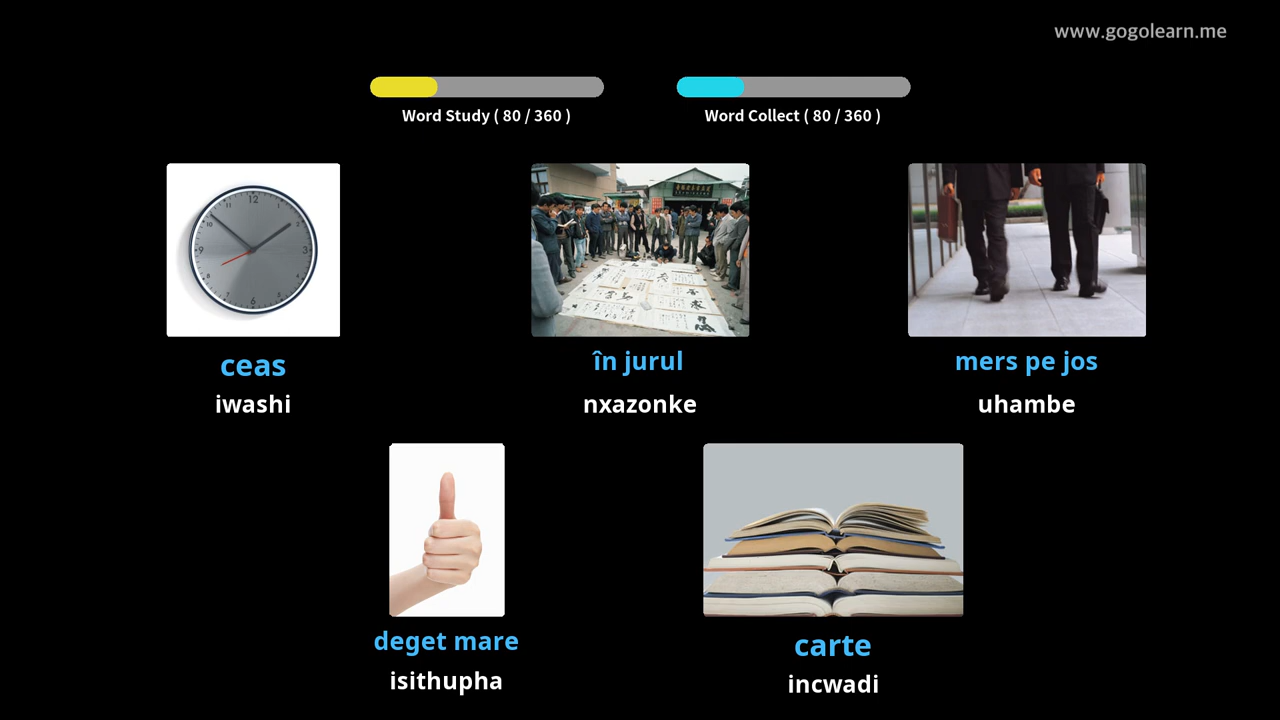 www.gogolearn.me
Word Study ( 80 / 360 )
Word Collect ( 80 / 360 )
ceas
iwashi
în jurul
nxazonke
mers pe jos
uhambe
deget mare
isithupha
carte
incwadi